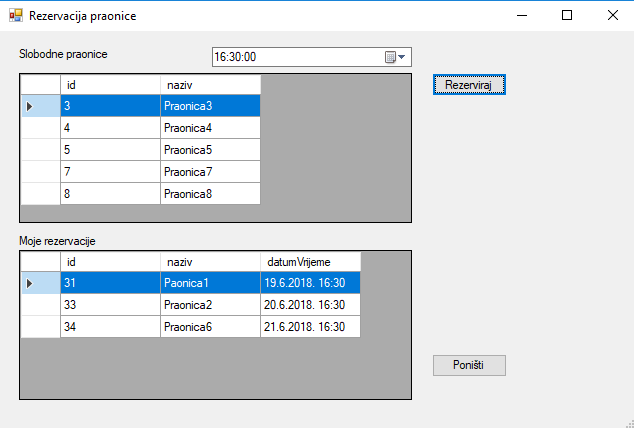 Rezervacija praonice
Slobodne praonice 16:30:00
id naziv
3 Praonica3
4 Praonica4
5 Praonica5
7 Praonica7
8 Praonica8
Rezerviraj
Moje rezervacije
id naziv datumVrijeme
31 Paonica1 19.6.2018. 16:30
33 Praonica2 20.6.2018. 16:30
34 Praonica6 21.6.2018. 16:30
Poništi